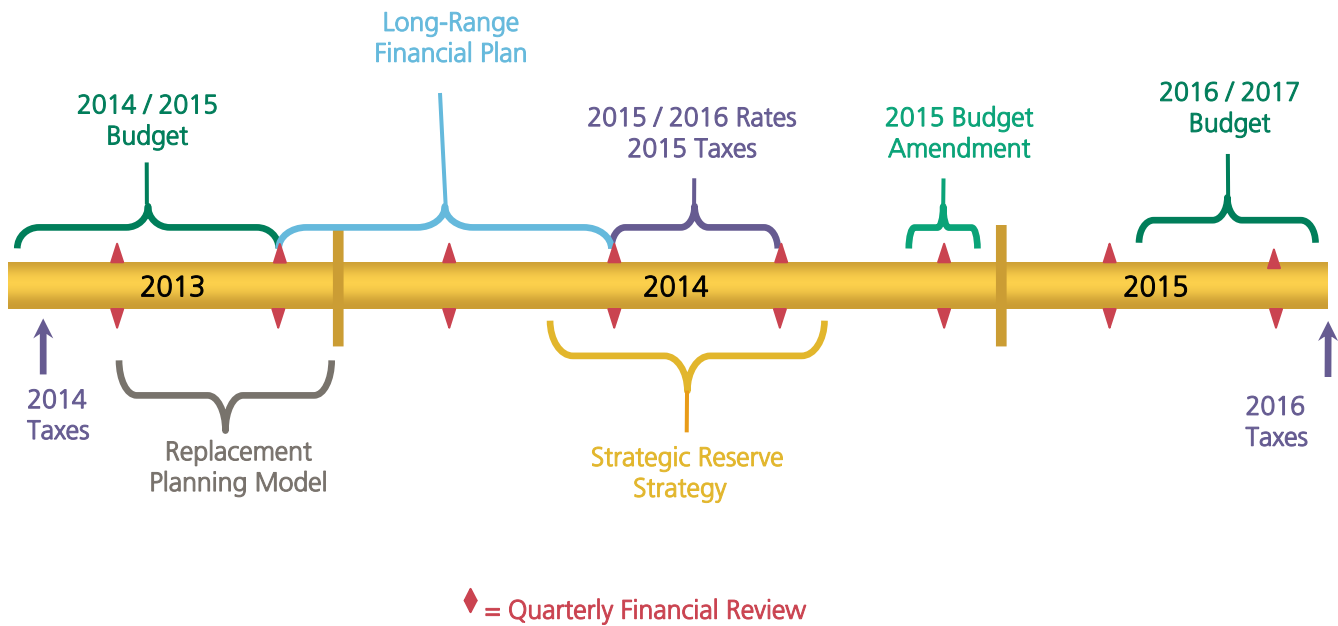 Long-Range
Financial Plan
2014 / 2015
Budget
2015 / 2016 Rates
2015 Taxes
2015 Budget
Amendment
2016 / 2017
Budget
2013
2014
2015
2014
Taxes
Replacement
Planning Model
Strategic Reserve
Strategy
2016
Taxes
= Quarterly Financial Review